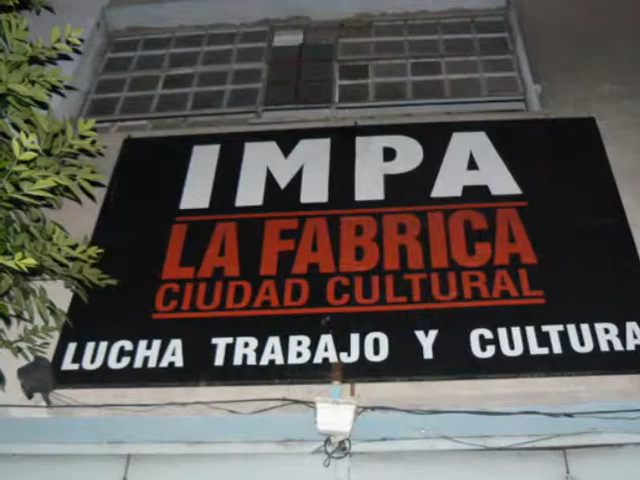 IMPA
LA FABRICA
CIUDAD CULTURAL
LUCHA TRABAJO Y CULTURA